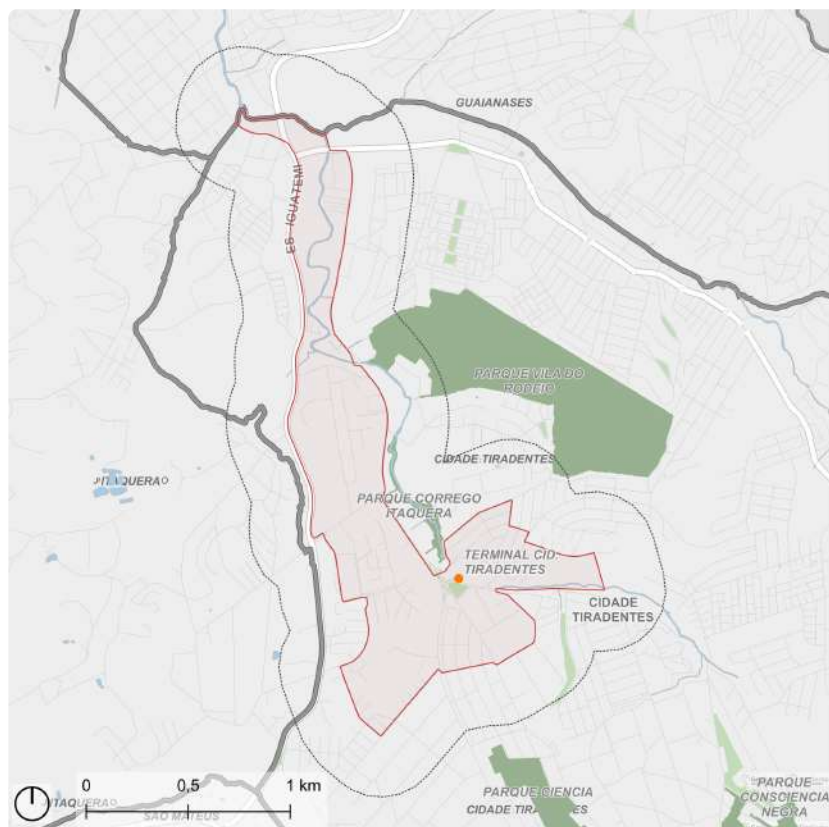 GUAIANASES
ES IGUATEMI
PARQUE VILA DO
RODEIO
CIDADE TIRADENTES
ITAQUERA
PARQUE CORREGO
ITAQUERA
TERMINAL CID.
TIRADENTES
CIDADE
TIRADENTES
0 0,5 1 km
PARQUE CIENCIA
CIDADE TIRADENTES
PARQUE
CONSCIENCIA
NEGRA
ITAQUERA
SÃO MATEUS